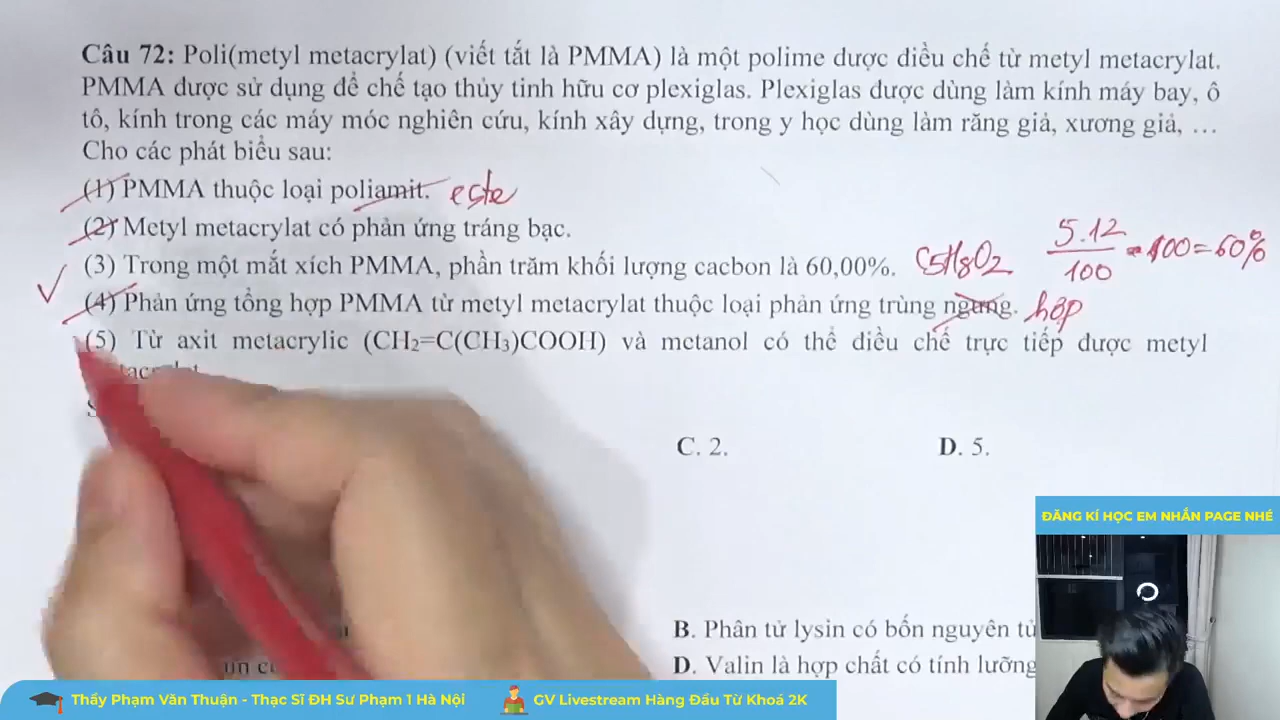 Câu 72: Poli(metyl metacrylat) (viết tắt là PMMA) là một polime được điều chế từ metyl metacrylat.
PMMA được sử dụng để chế tạo thủy tinh hữu cơ plexiglas. Plexiglas được dùng làm kính máy bay, ô
tô, kính trong các máy móc nghiên cứu, kính xây dựng, trong y học dùng làm răng giả, xương giả, …
Cho các phát biểu sau:
(1) PMMA thuộc loại poliamit. este
(2) Metyl metacrylat có phản ứng tráng bạc.
(3) Trong một mắt xích PMMA, phần trăm khối lượng cacbon là 60,00%. C5H8O2 5.12/100 . 100 = 60%
(4) Phản ứng tổng hợp PMMA từ metyl metacrylat thuộc loại phản ứng trùng ngưng. hợp
(5) Từ axit metacrylic (CH₂=C(CH₃)COOH) và metanol có thể điều chế trực tiếp được metyl
C. 2. D. 5.
ĐĂNG KÍ HỌC EM NHẮN PAGE NHÉ
B. Phân tử lysin có bốn nguyên tử
D. Valin là hợp chất có tính lưỡng
Thầy Phạm Văn Thuận - Thạc Sĩ ĐH Sư Phạm 1 Hà Nội
GV Livestream Hàng Đầu Từ Khoá 2K